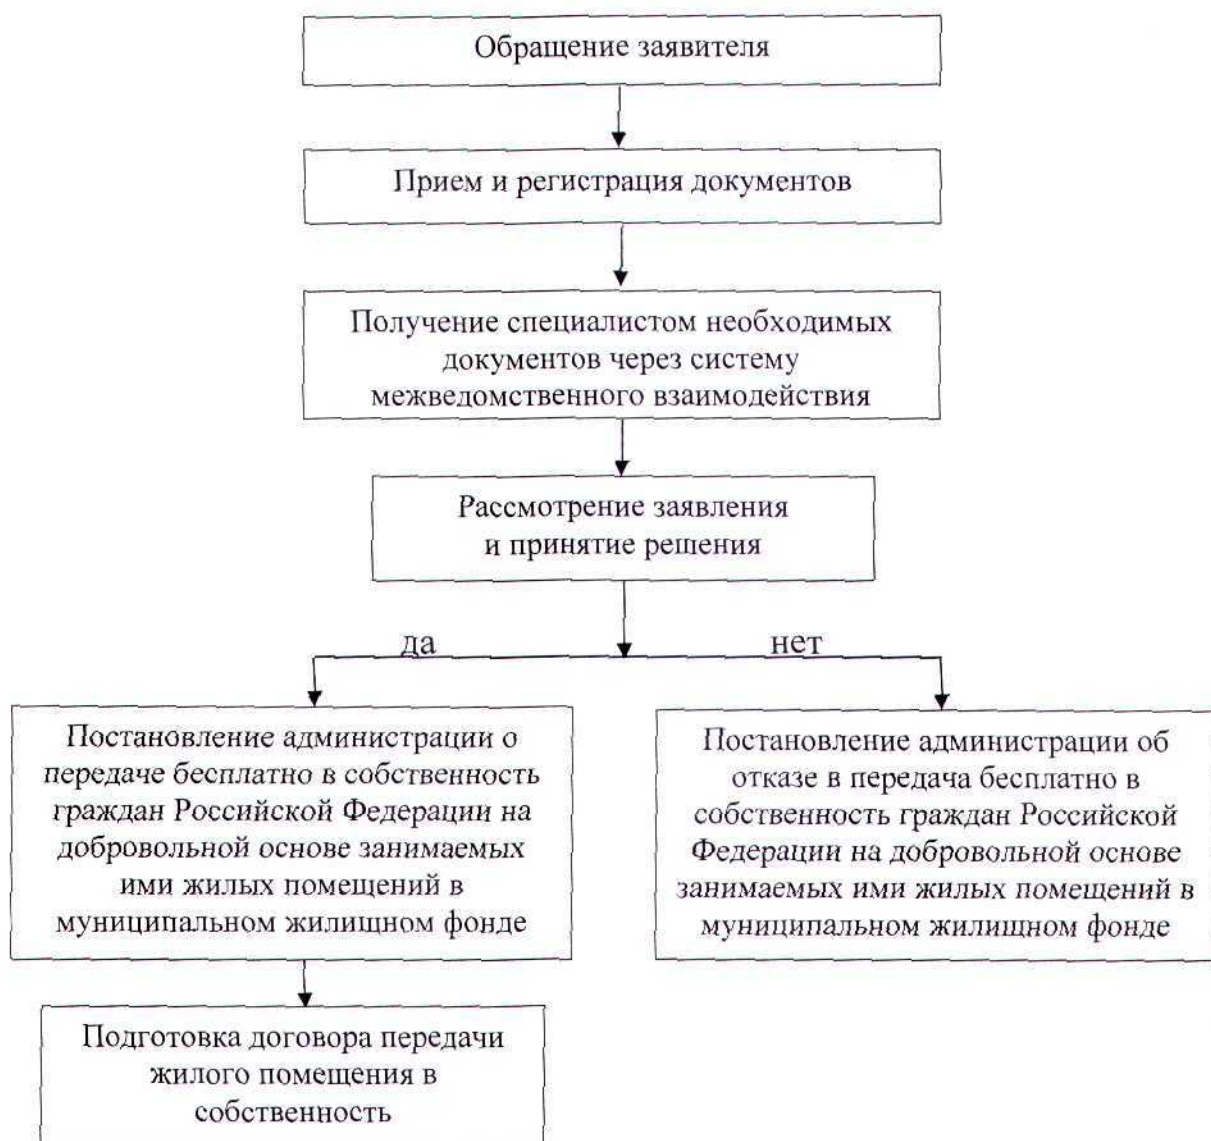 Обращение заявителя
Прием и регистрация документов
Получение специалистом необходимых
документов через систему
межведомственного взаимодействия
Рассмотрение заявления
и принятие решения
да
нет
Постановление администрации о
передаче бесплатно в собственность
граждан Российской Федерации на
добровольной основе занимаемых
ими жилых помещений в
муниципальном жилищном фонде
Постановление администрации об
отказе в передача бесплатно в
собственность граждан Российской
Федерации на добровольной основе
занимаемых ими жилых помещений в
муниципальном жилищном фонде
Подготовка договора передачи
жилого помещения в
собственность